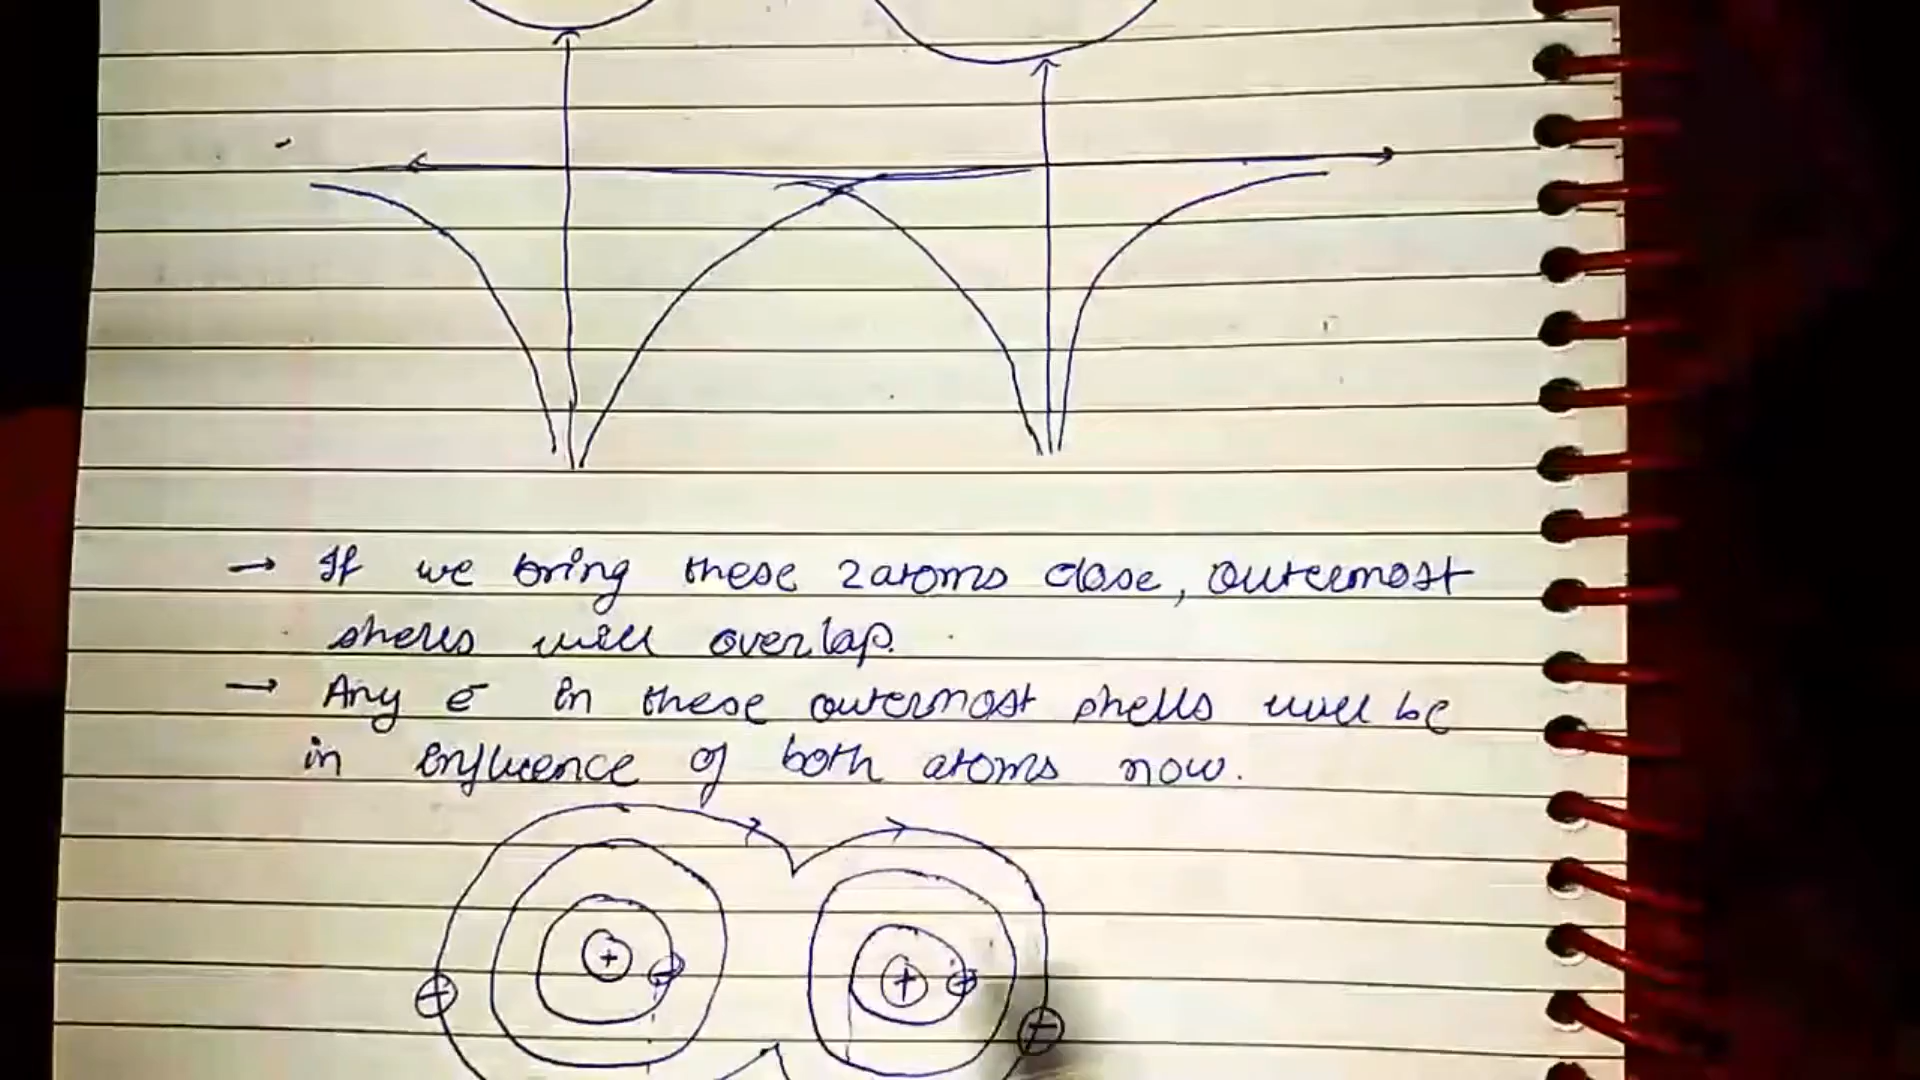 → If we bring these 2 atoms close, outermost
shells will overlap.
→ Any e⁻ in these outermost shells will be
in influence of both atoms now.
+ - + -
+ -